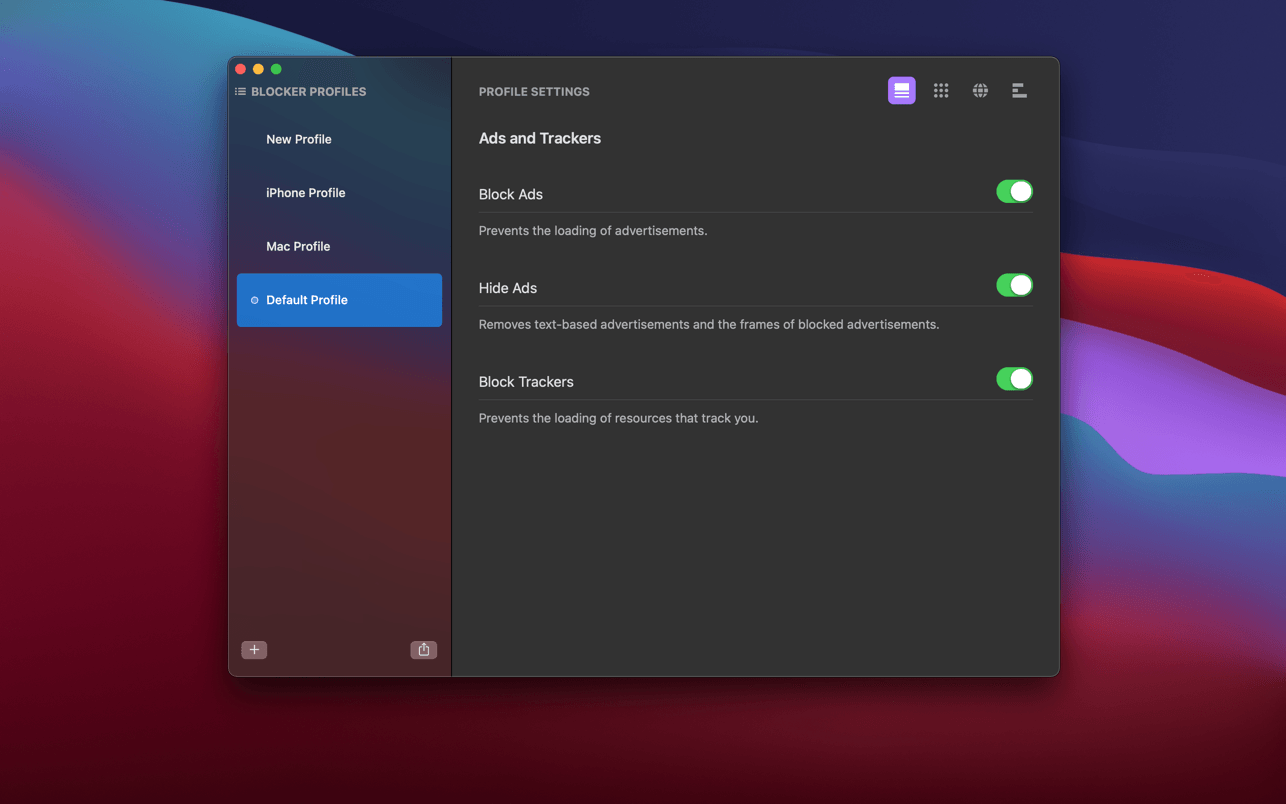 BLOCKER PROFILES
New Profile
iPhone Profile
Mac Profile
Default Profile
PROFILE SETTINGS
Ads and Trackers
Block Ads
Prevents the loading of advertisements.
Hide Ads
Removes text-based advertisements and the frames of blocked advertisements.
Block Trackers
Prevents the loading of resources that track you.